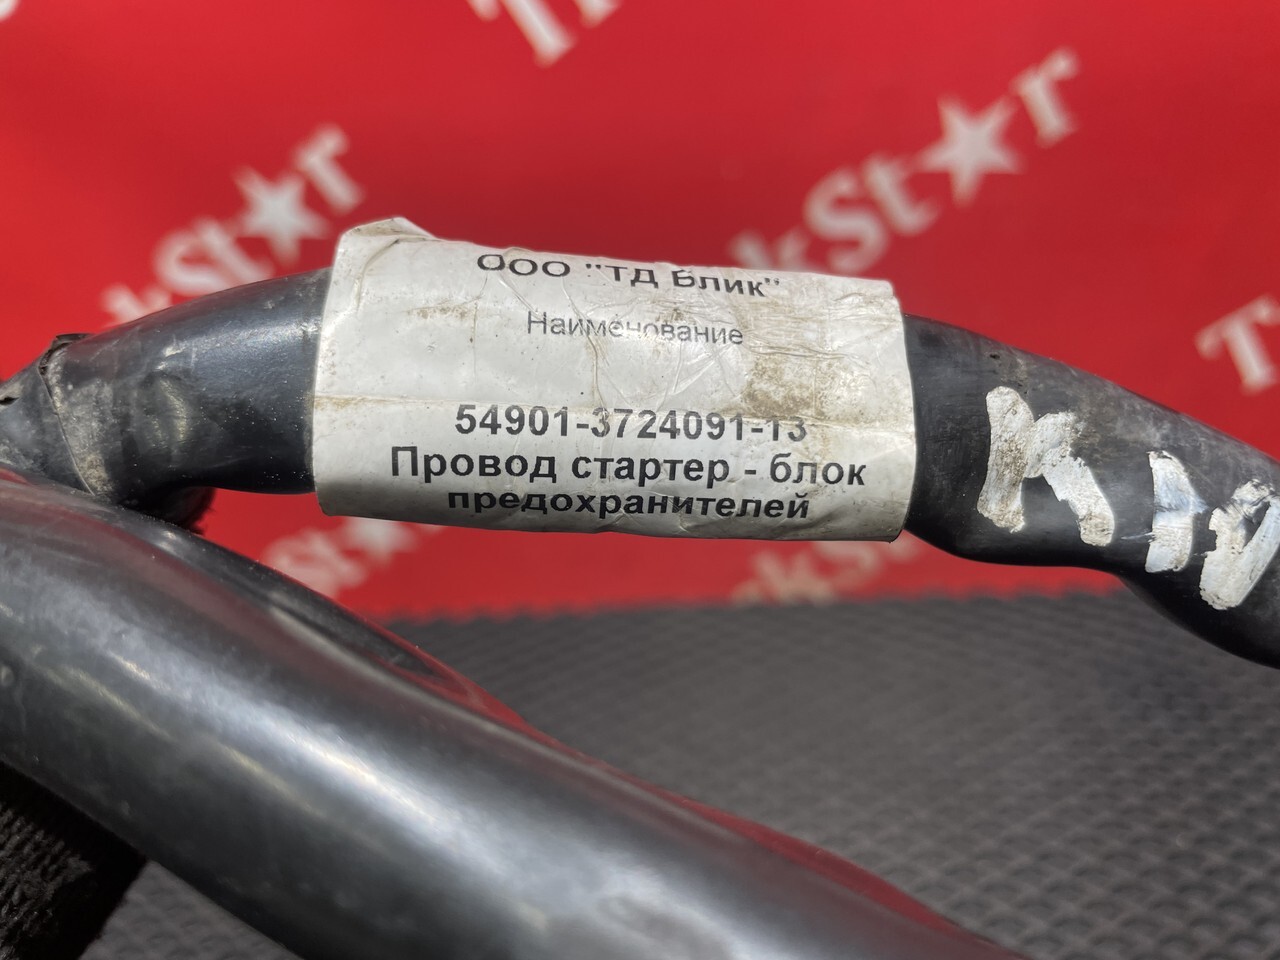 ООО "ТД Блик"
Наименование
54901-3724091-13
Провод стартер - блок
предохранителей